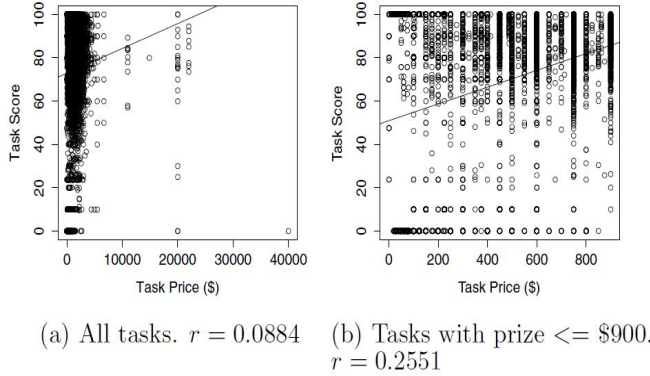 100
80
60
40
20
0
Task Score
0 10000 20000 30000 40000
Task Price ($)
100
80
60
40
20
0
Task Score
0 200 400 600 800
Task Price ($)
(a) All tasks. r = 0.0884
(b) Tasks with prize <= $900.
r = 0.2551